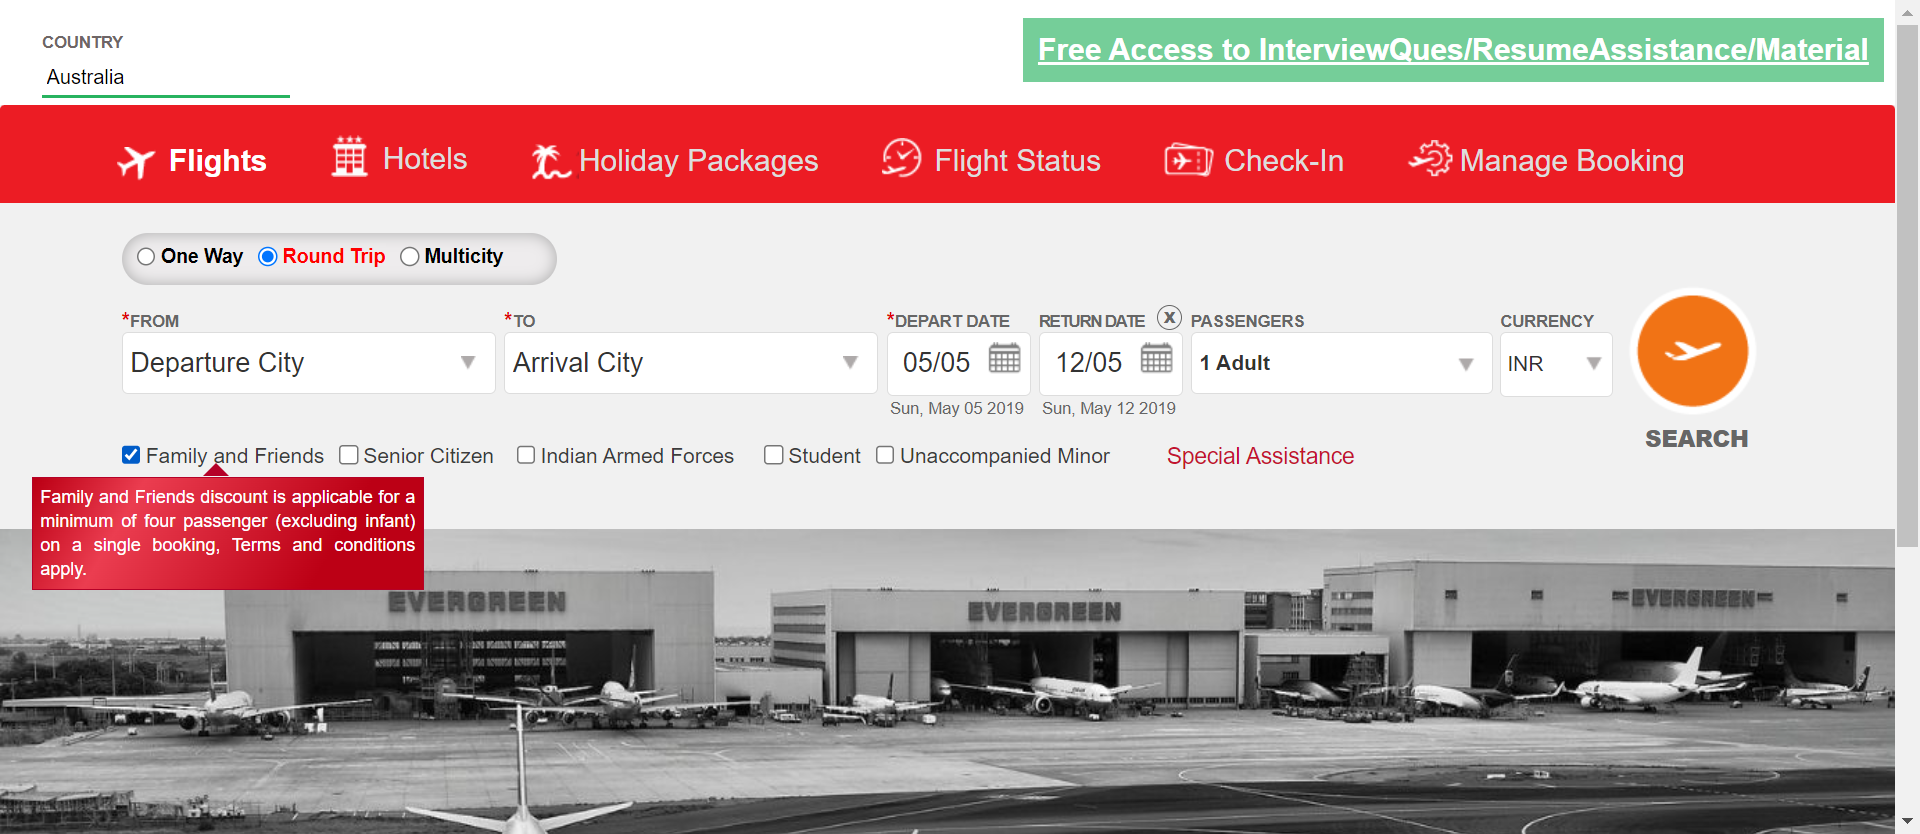 COUNTRY
Australia
Free Access to InterviewQues/ResumeAssistance/Material
Flights
Hotels
Holiday Packages
Flight Status
Check-In
Manage Booking
One Way
Round Trip
Multicity
*FROM
*TO
*DEPART DATE
RETURN DATE
X
PASSENGERS
CURRENCY
Departure City
Arrival City
05/05
12/05
1 Adult
INR
Sun, May 05 2019
Sun, May 12 2019
SEARCH
Family and Friends
Senior Citizen
Indian Armed Forces
Student
Unaccompanied Minor
Special Assistance
Family and Friends discount is applicable for a
minimum of four passenger (excluding infant)
on a single booking, Terms and conditions
apply.
EVERGREEN
EVERGREEN
EVERGREEN